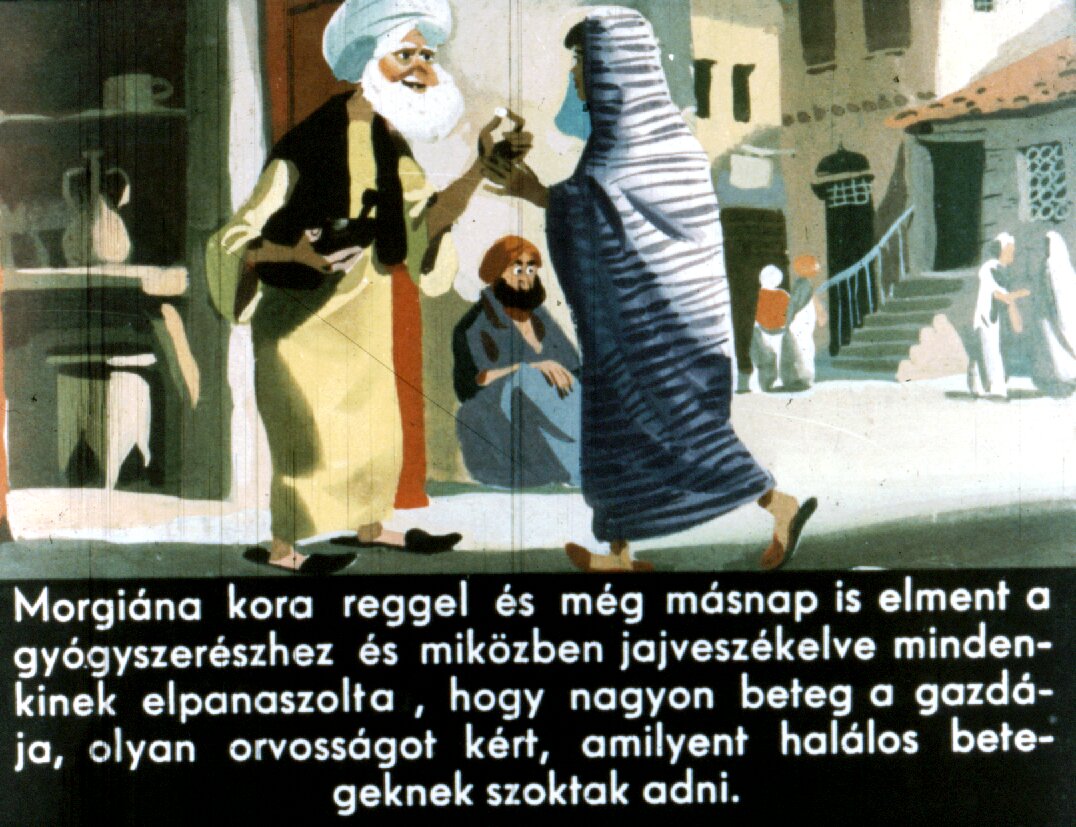 Morgiána kora reggel és még másnap is elment a
gyógyszerészhez és miközben jajveszékelve minden-
kinek elpanaszolta , hogy nagyon beteg a gazdá-
ja, olyan orvosságot kért, amilyent halálos bete-
geknek szoktak adni.